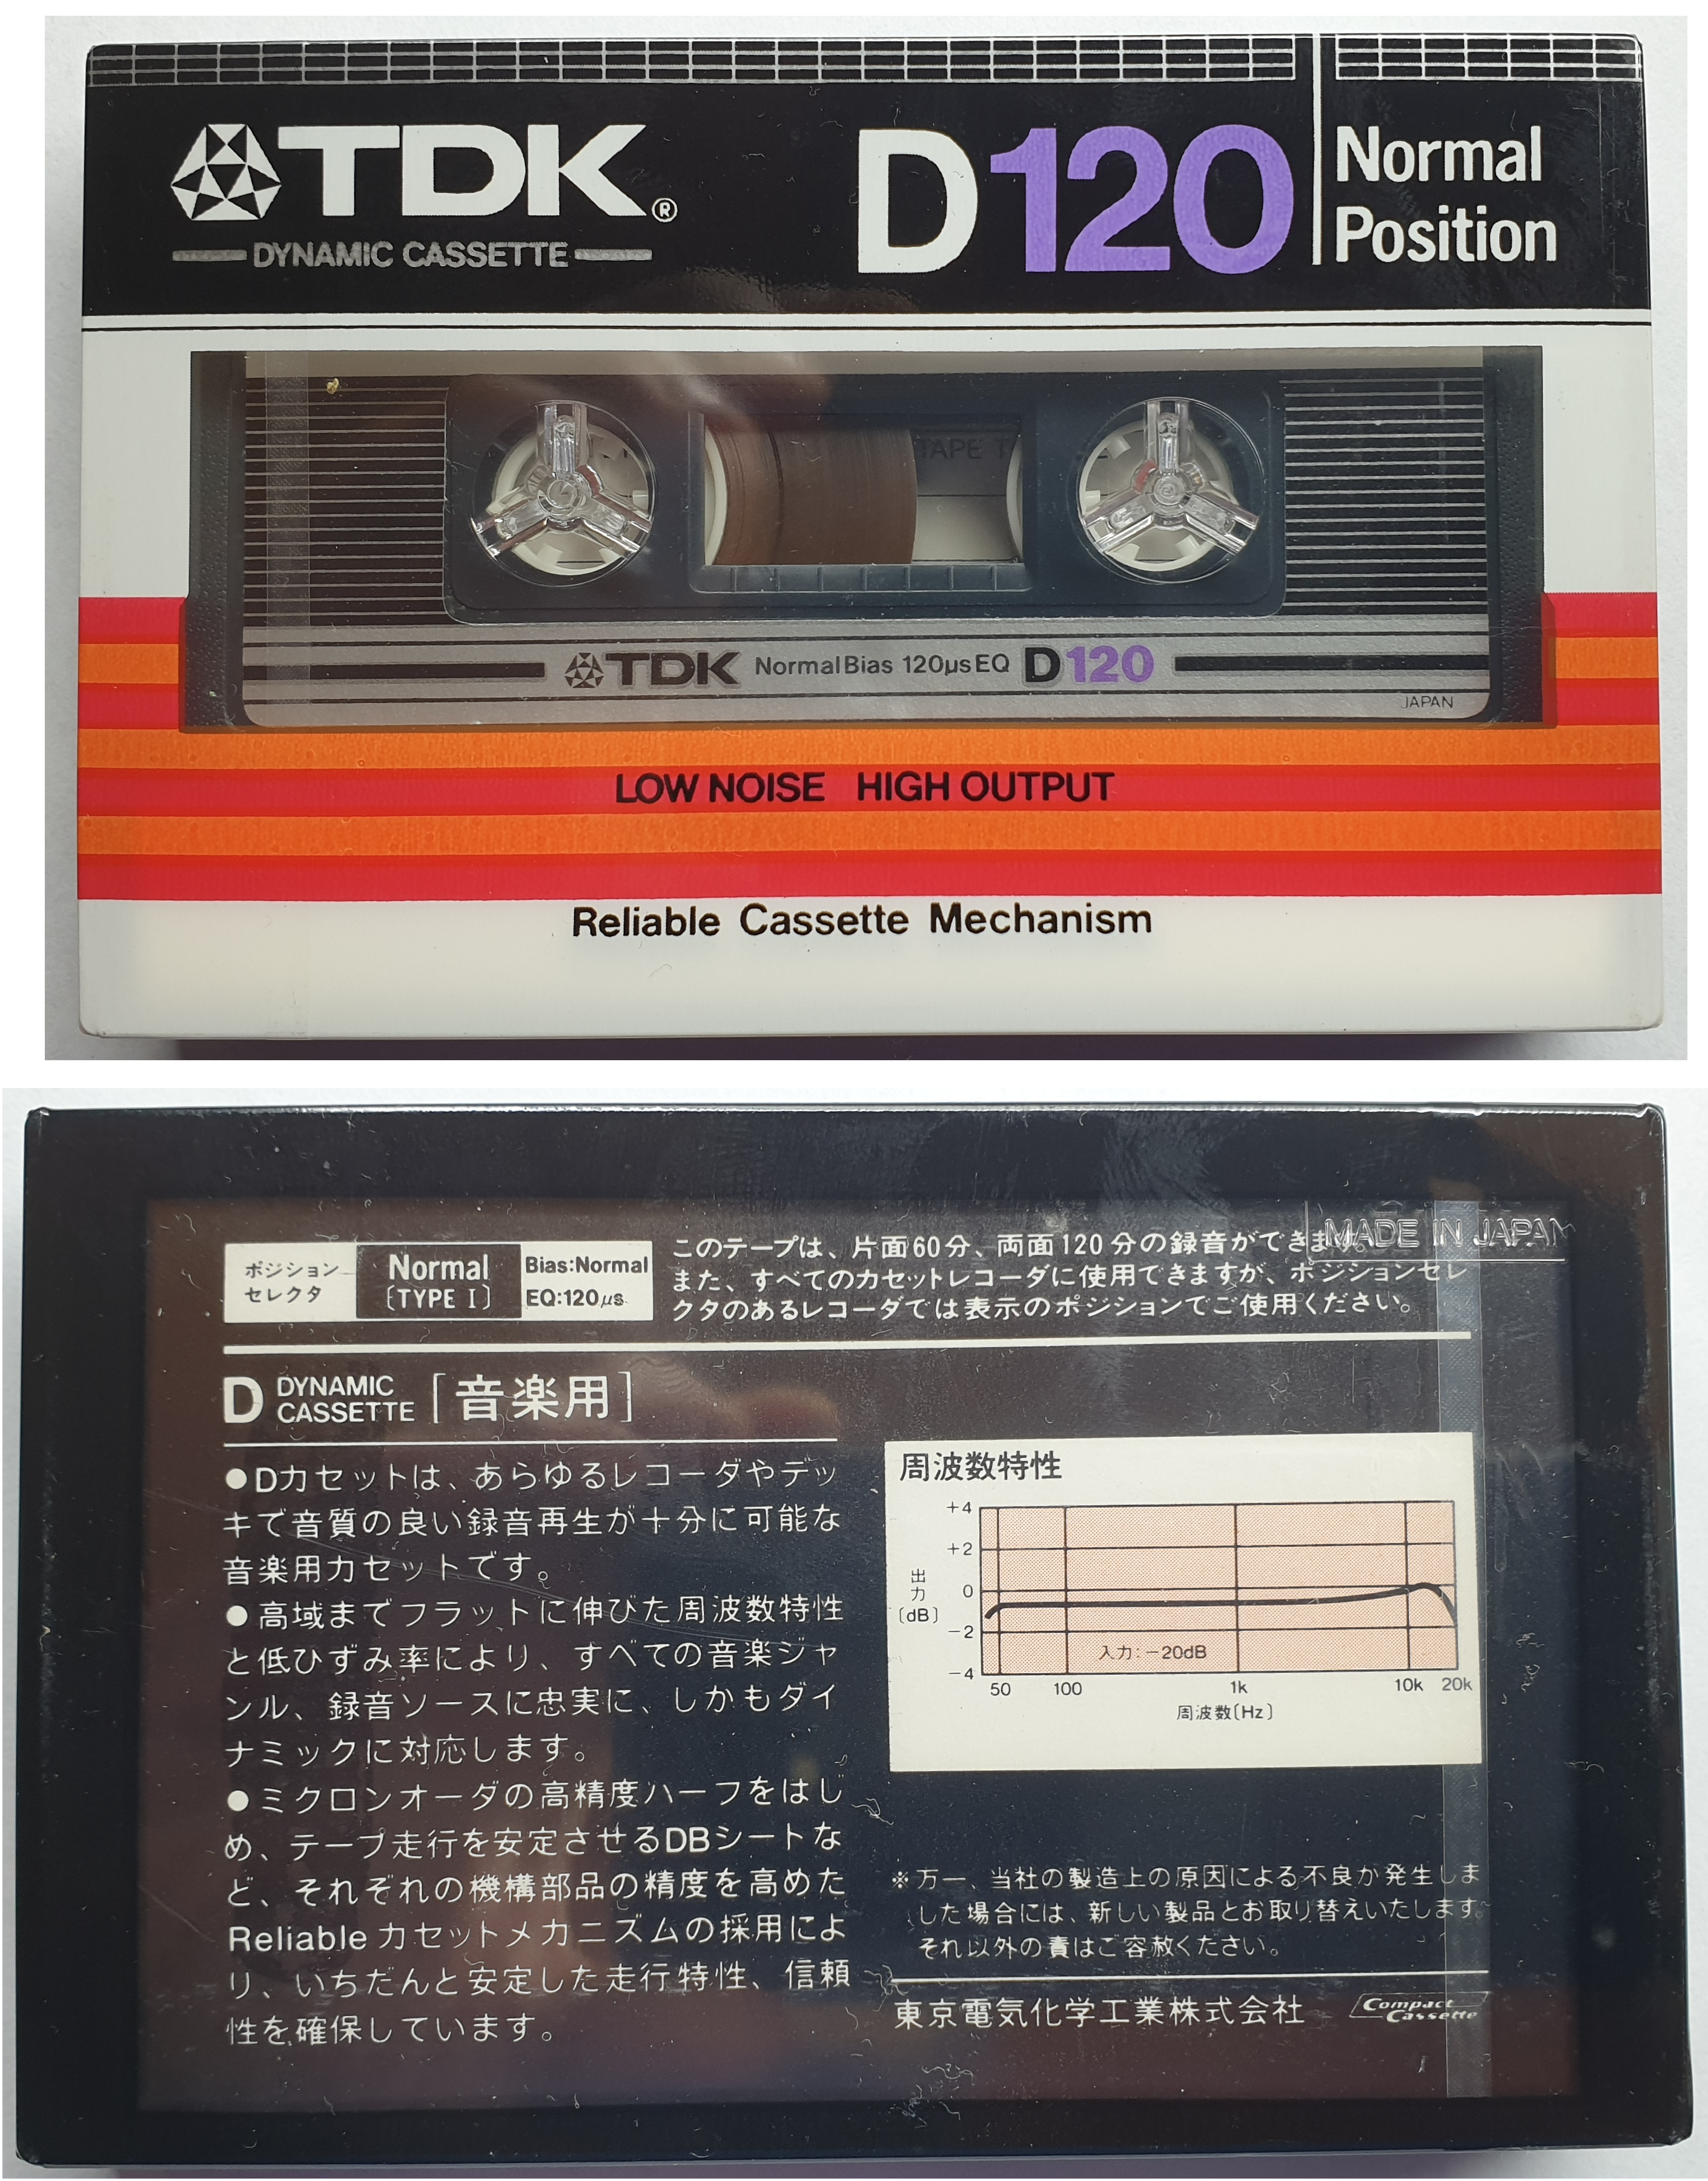 TDK®
DYNAMIC CASSETTE
D120
Normal
Position
TAPE T
TDK Normal Bias 120μs EQ D120
JAPAN
LOW NOISE HIGH OUTPUT
Reliable Cassette Mechanism
MADE IN JAPAN
ポジション
セレクタ
Normal
〔TYPE I〕
Bias:Normal
EQ:120μs
このテープは、片面60分、両面120分の録音ができます。
また、すべてのカセットレコーダに使用できますが、ポジションセレ
クタのあるレコーダでは表示のポジションでご使用ください。
D DYNAMIC
CASSETTE [音楽用]
●Dカセットは、あらゆるレコーダやデッ
キで音質の良い録音再生が十分に可能な
音楽用カセットです。
●高域までフラットに伸びた周波数特性
と低ひずみ率により、すべての音楽ジャ
ンル、録音ソースに忠実に、しかもダイ
ナミックに対応します。
●ミクロンオーダの高精度ハーフをはじ
め、テープ走行を安定させるDBシートな
ど、それぞれの機構部品の精度を高めた
Reliableカセットメカニズムの採用によ
り、いちだんと安定した走行特性、信頼
性を確保しています。
周波数特性
+4
+2
0
−2
−4
出力〔dB〕
入力:−20dB
50 100 1k 10k 20k
周波数〔Hz〕
※万一、当社の製造上の原因による不良が発生しま
した場合には、新しい製品とお取り替えいたします。
それ以外の責はご容赦ください。
東京電気化学工業株式会社
Compact
Cassette